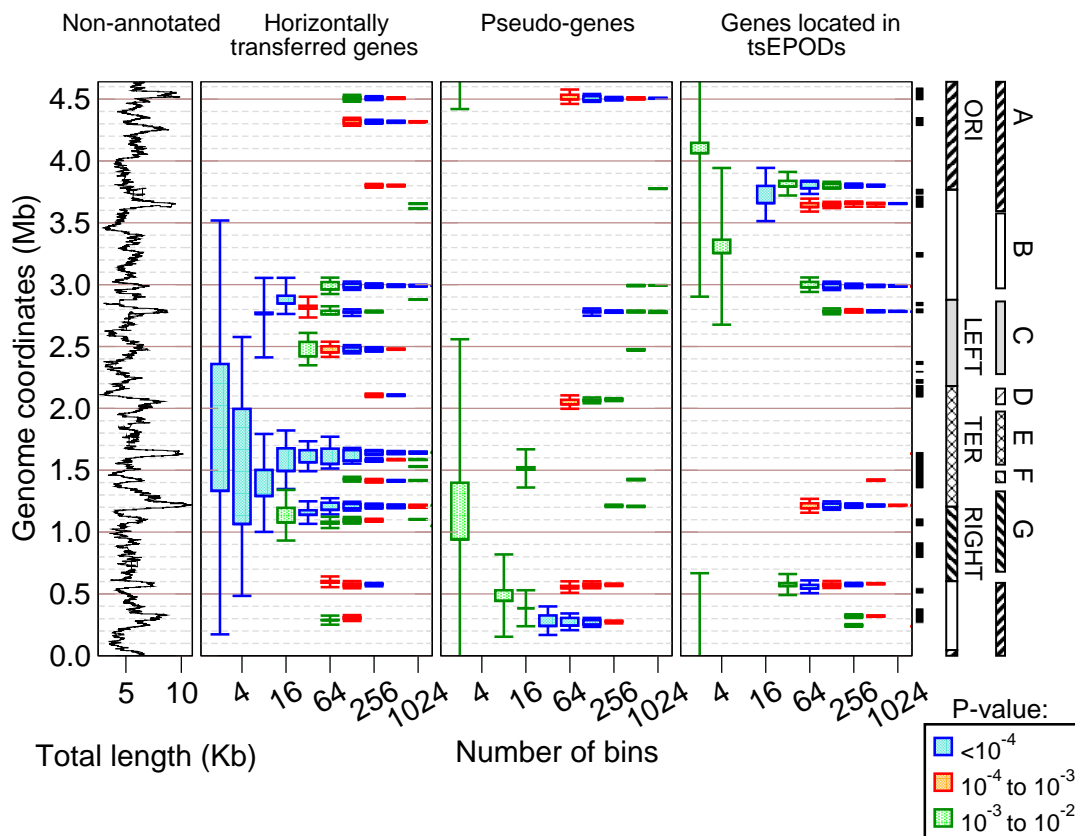 Non-annotated
Horizontally
transferred genes
Pseudo-genes
Genes located in
tsEPODs
Genome coordinates (Mb)
4.5
4.0
3.5
3.0
2.5
2.0
1.5
1.0
0.5
0.0
5 10
4 16 64 256 1024
4 16 64 256 1024
4 16 64 256 1024
Total length (Kb)
Number of bins
ORI
LEFT
TER
RIGHT
A
B
C
D
E
F
G
P-value:
<10⁻⁴
10⁻⁴ to 10⁻³
10⁻³ to 10⁻²